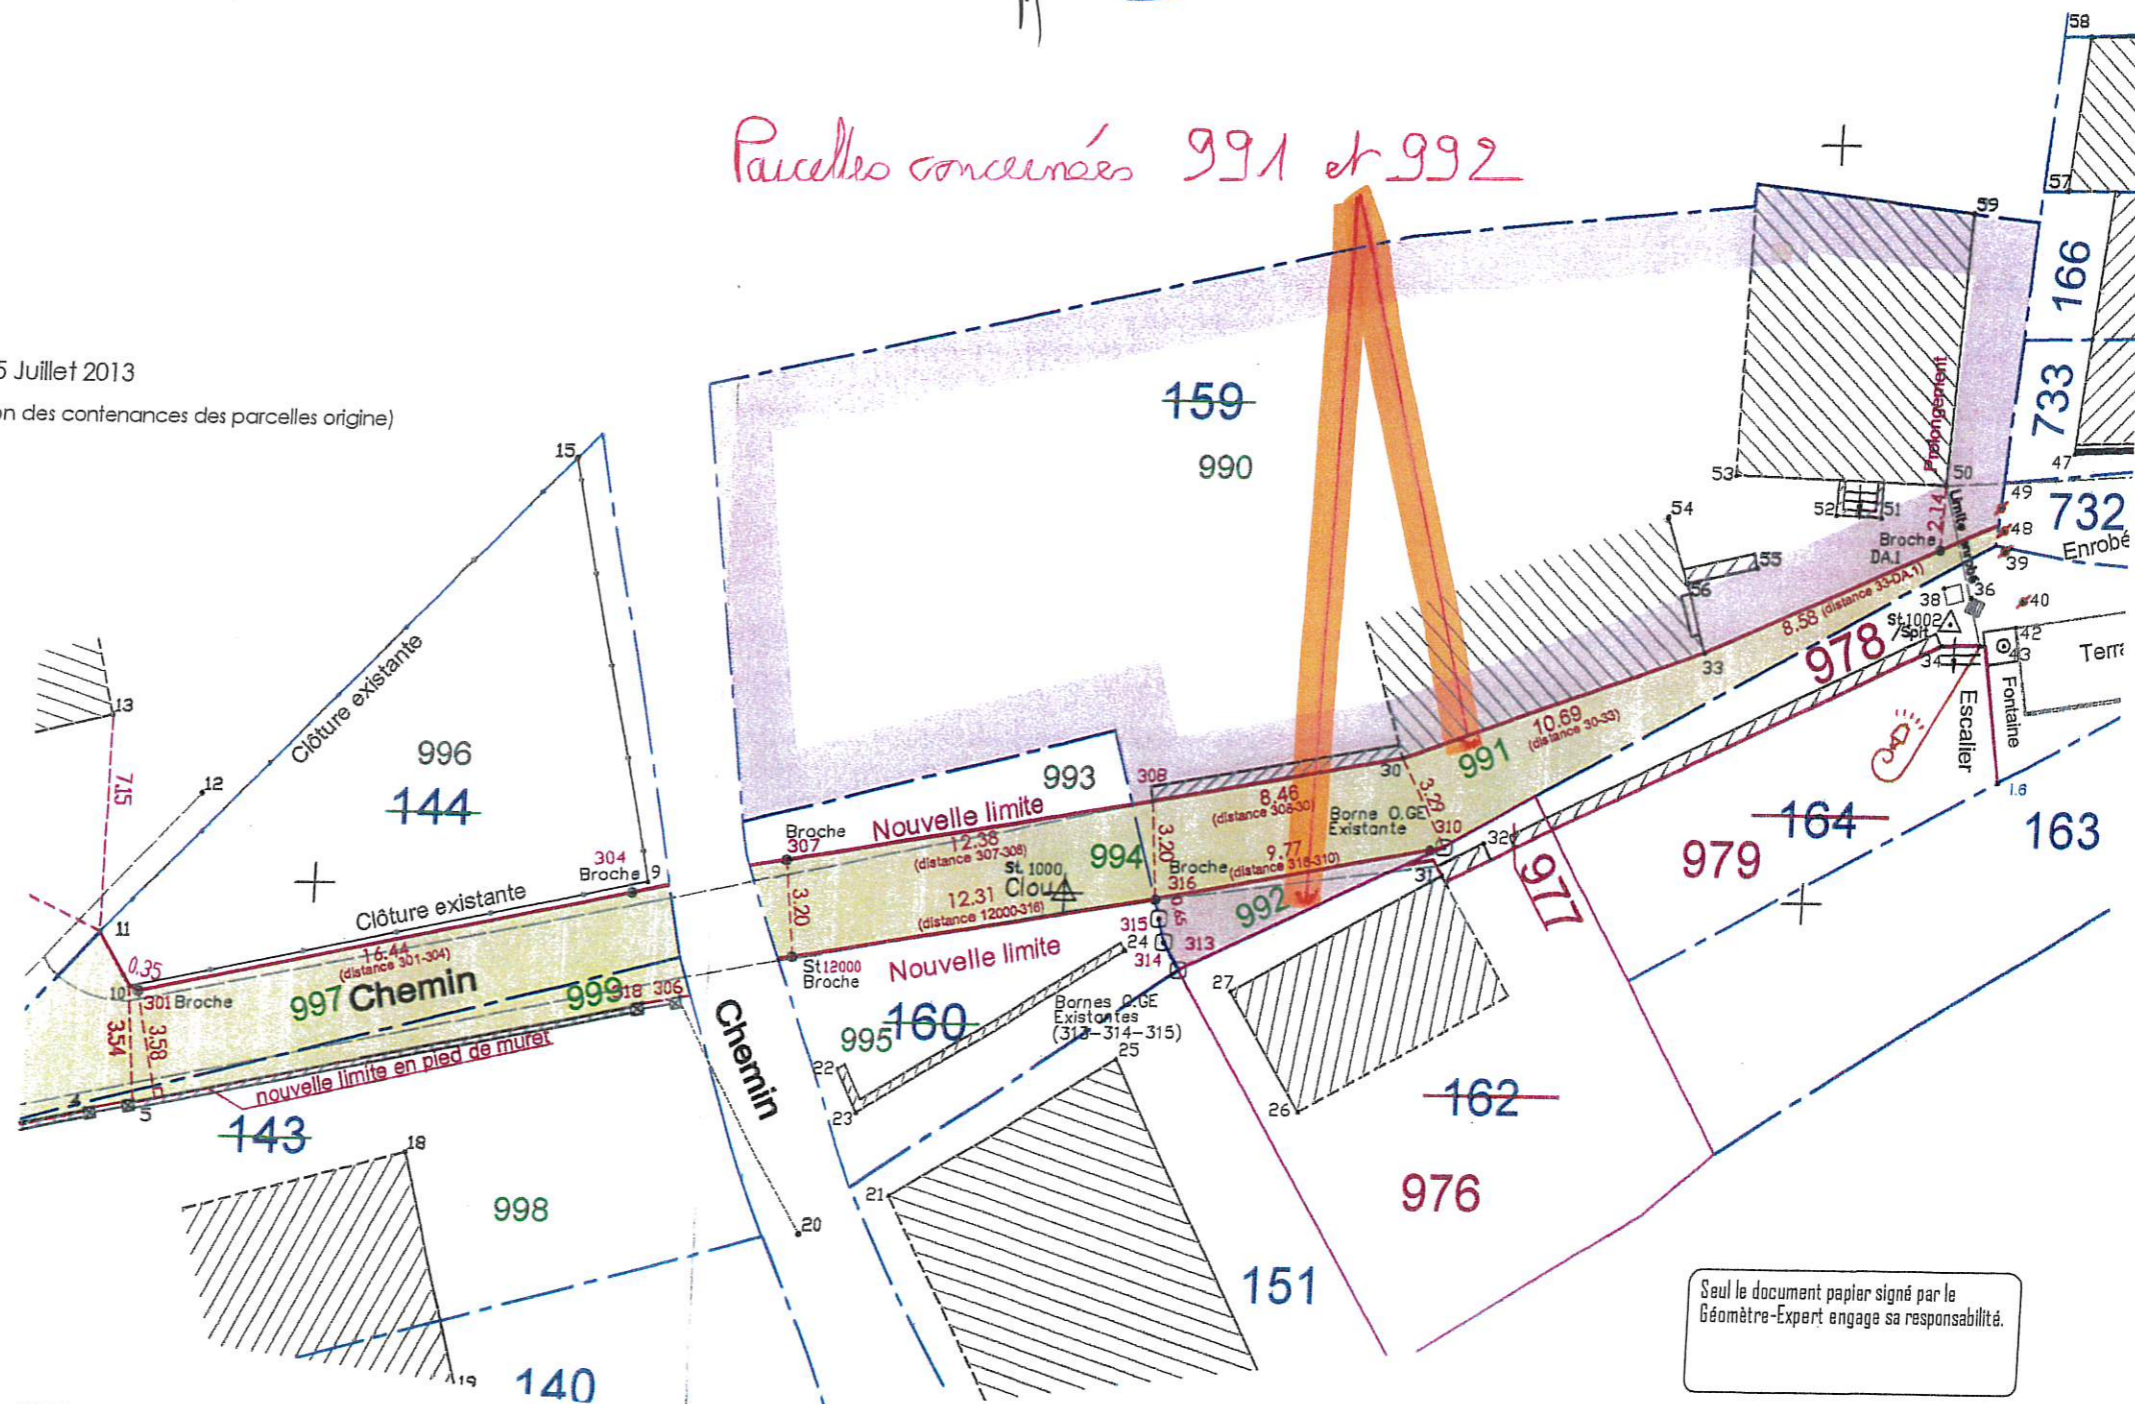 Parcelles concernées 991 et 992
5 Juillet 2013
on des contenances des parcelles origine)
58
57
59
166
733
Prolongement
159
990
15
53
50
47
49
52
51
2.14
732
54
48
Broche
DA.1
Enrobé
39
55
56
8.58 (distance 33-DA.1)
38
36
40
St.1002
/Spit
978
42
43
34
Terra
33
Clôture existante
13
12
7.15
996
144
993
308
10.69
(distance 30-33)
991
30
Escalier
Fontaine
8.46
(distance 308-30)
3.29
Borne O.GE
Existante
310
Nouvelle limite
Broche
307
12.38
(distance 307-308)
994
3.20
Broche
316
9.77
(distance 316-310)
32
31
1.6
164
163
979
977
304
Broche
9
St.1000
Clou
3.20
12.31
(distance 12000-316)
992
0.65
315
24
313
314
Clôture existante
11
16.44
(distance 301-304)
0.35
10
301 Broche
997
Chemin
999
318
306
St12000
Broche
Nouvelle limite
3.54
3.58
nouvelle limite en pied de muret
Chemin
995
160
Bornes O.GE
Existantes
(313-314-315)
27
25
22
23
26
162
4
5
143
18
998
20
21
976
151
19
140
Seul le document papier signé par le
Géomètre-Expert engage sa responsabilité.